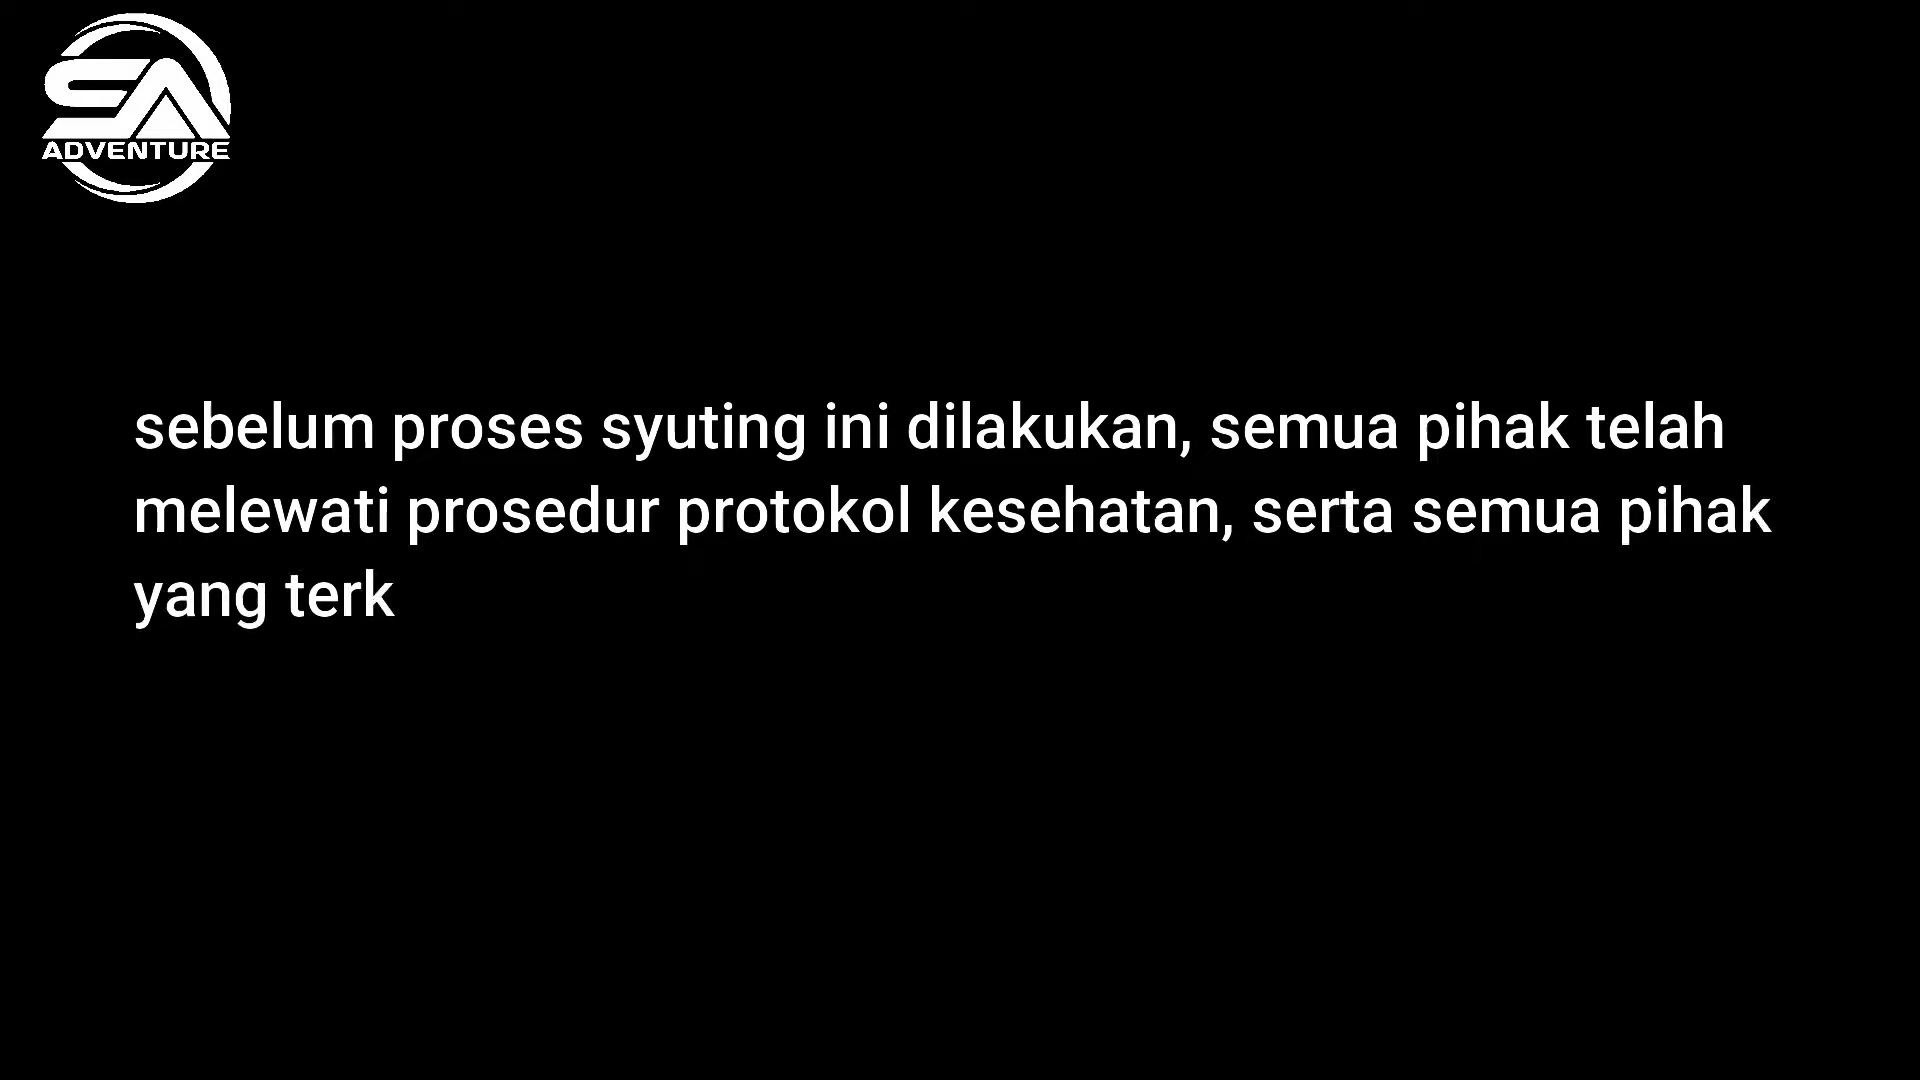 SA
ADVENTURE
sebelum proses syuting ini dilakukan, semua pihak telah
melewati prosedur protokol kesehatan, serta semua pihak
yang terk